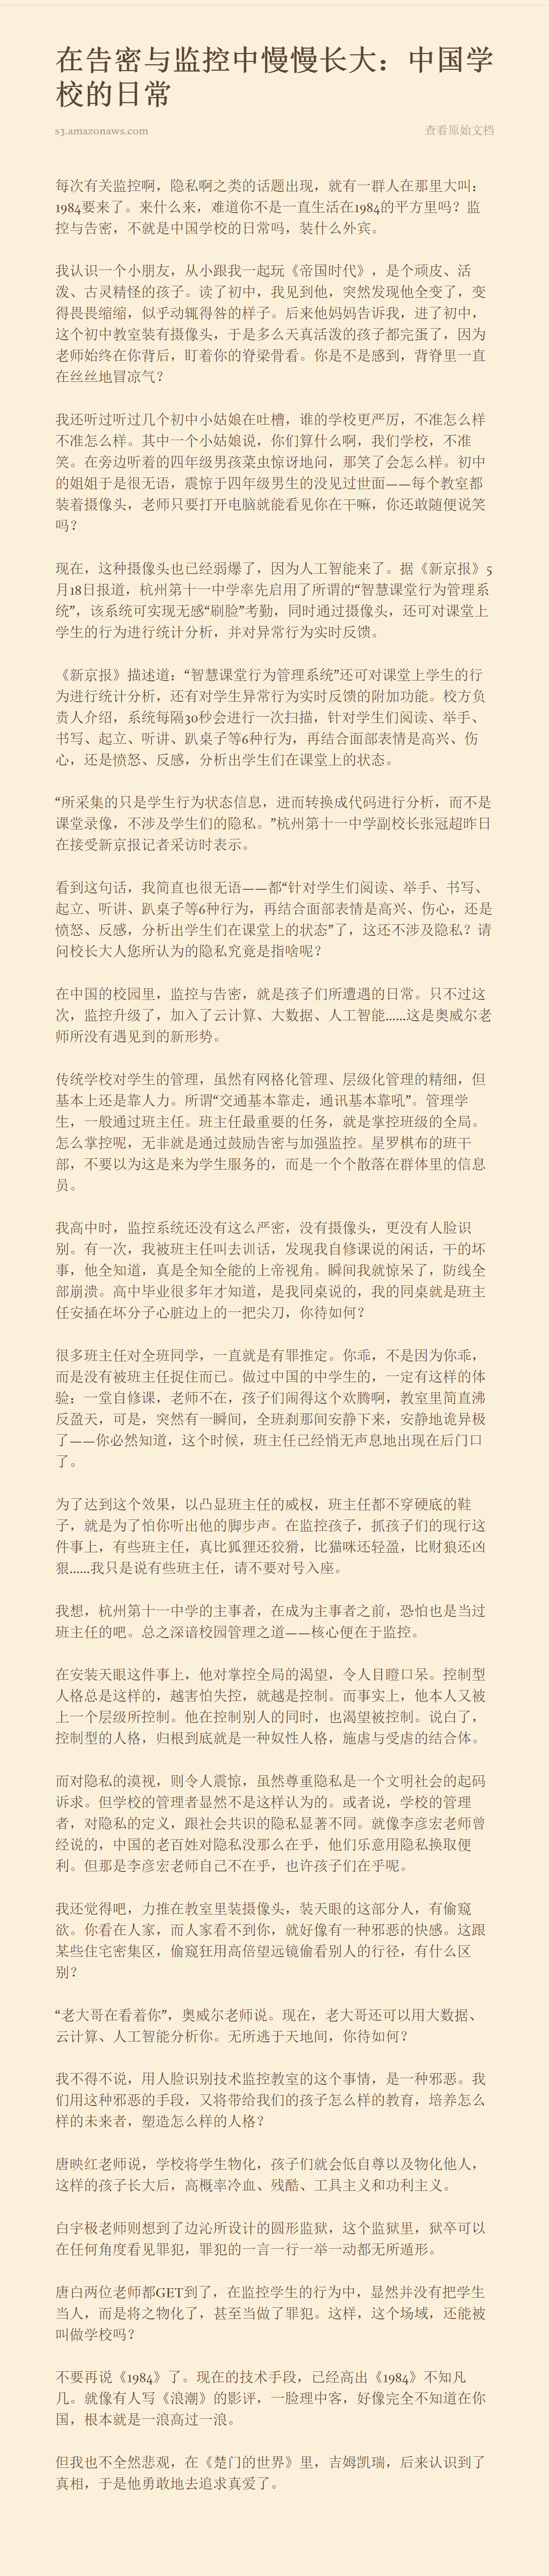 在告密与监控中慢慢长大：中国学
校的日常
s3.amazonaws.com
查看原始文档
每次有关监控啊，隐私啊之类的话题出现，就有一群人在那里大叫：
1984要来了。来什么来，难道你不是一直生活在1984的平方里吗？监
控与告密，不就是中国学校的日常吗，装什么外宾。
我认识一个小朋友，从小跟我一起玩《帝国时代》，是个顽皮、活
泼、古灵精怪的孩子。读了初中，我见到他，突然发现他全变了，变
得畏畏缩缩，似乎动辄得咎的样子。后来他妈妈告诉我，进了初中，
这个初中教室装有摄像头，于是多么天真活泼的孩子都完蛋了，因为
老师始终在你背后，盯着你的脊梁骨看。你是不是感到，背脊里一直
在丝丝地冒凉气？
我还听过听过几个初中小姑娘在吐槽，谁的学校更严厉，不准怎么样
不准怎么样。其中一个小姑娘说，你们算什么啊，我们学校，不准
笑。在旁边听着的四年级男孩菜虫惊讶地问，那笑了会怎么样。初中
的姐姐于是很无语，震惊于四年级男生的没见过世面——每个教室都
装着摄像头，老师只要打开电脑就能看见你在干嘛，你还敢随便说笑
吗？
现在，这种摄像头也已经弱爆了，因为人工智能来了。据《新京报》5
月18日报道，杭州第十一中学率先启用了所谓的“智慧课堂行为管理系
统”，该系统可实现无感“刷脸”考勤，同时通过摄像头，还可对课堂上
学生的行为进行统计分析，并对异常行为实时反馈。
《新京报》描述道：“智慧课堂行为管理系统”还可对课堂上学生的行
为进行统计分析，还有对学生异常行为实时反馈的附加功能。校方负
责人介绍，系统每隔30秒会进行一次扫描，针对学生们阅读、举手、
书写、起立、听讲、趴桌子等6种行为，再结合面部表情是高兴、伤
心，还是愤怒、反感，分析出学生们在课堂上的状态。
“所采集的只是学生行为状态信息，进而转换成代码进行分析，而不是
课堂录像，不涉及学生们的隐私。”杭州第十一中学副校长张冠超昨日
在接受新京报记者采访时表示。
看到这句话，我简直也很无语——都“针对学生们阅读、举手、书写、
起立、听讲、趴桌子等6种行为，再结合面部表情是高兴、伤心，还是
愤怒、反感，分析出学生们在课堂上的状态”了，这还不涉及隐私？请
问校长大人您所认为的隐私究竟是指啥呢？
在中国的校园里，监控与告密，就是孩子们所遭遇的日常。只不过这
次，监控升级了，加入了云计算、大数据、人工智能……这是奥威尔老
师所没有遇见到的新形势。
传统学校对学生的管理，虽然有网格化管理、层级化管理的精细，但
基本上还是靠人力。所谓“交通基本靠走，通讯基本靠吼”。管理学
生，一般通过班主任。班主任最重要的任务，就是掌控班级的全局。
怎么掌控呢，无非就是通过鼓励告密与加强监控。星罗棋布的班干
部，不要以为这是来为学生服务的，而是一个个散落在群体里的信息
员。
我高中时，监控系统还没有这么严密，没有摄像头，更没有人脸识
别。有一次，我被班主任叫去训话，发现我自修课说的闲话，干的坏
事，他全知道，真是全知全能的上帝视角。瞬间我就惊呆了，防线全
部崩溃。高中毕业很多年才知道，是我同桌说的，我的同桌就是班主
任安插在坏分子心脏边上的一把尖刀，你待如何？
很多班主任对全班同学，一直就是有罪推定。你乖，不是因为你乖，
而是没有被班主任捉住而已。做过中国的中学生的，一定有这样的体
验：一堂自修课，老师不在，孩子们闹得这个欢腾啊，教室里简直沸
反盈天，可是，突然有一瞬间，全班刹那间安静下来，安静地诡异极
了——你必然知道，这个时候，班主任已经悄无声息地出现在后门口
了。
为了达到这个效果，以凸显班主任的威权，班主任都不穿硬底的鞋
子，就是为了怕你听出他的脚步声。在监控孩子，抓孩子们的现行这
件事上，有些班主任，真比狐狸还狡猾，比猫咪还轻盈，比财狼还凶
狠……我只是说有些班主任，请不要对号入座。
我想，杭州第十一中学的主事者，在成为主事者之前，恐怕也是当过
班主任的吧。总之深谙校园管理之道——核心便在于监控。
在安装天眼这件事上，他对掌控全局的渴望，令人目瞪口呆。控制型
人格总是这样的，越害怕失控，就越是控制。而事实上，他本人又被
上一个层级所控制。他在控制别人的同时，也渴望被控制。说白了，
控制型的人格，归根到底就是一种奴性人格，施虐与受虐的结合体。
而对隐私的漠视，则令人震惊，虽然尊重隐私是一个文明社会的起码
诉求。但学校的管理者显然不是这样认为的。或者说，学校的管理
者，对隐私的定义，跟社会共识的隐私显著不同。就像李彦宏老师曾
经说的，中国的老百姓对隐私没那么在乎，他们乐意用隐私换取便
利。但那是李彦宏老师自己不在乎，也许孩子们在乎呢。
我还觉得吧，力推在教室里装摄像头，装天眼的这部分人，有偷窥
欲。你看在人家，而人家看不到你，就好像有一种邪恶的快感。这跟
某些住宅密集区，偷窥狂用高倍望远镜偷看别人的行径，有什么区
别？
“老大哥在看着你”，奥威尔老师说。现在，老大哥还可以用大数据、
云计算、人工智能分析你。无所逃于天地间，你待如何？
我不得不说，用人脸识别技术监控教室的这个事情，是一种邪恶。我
们用这种邪恶的手段，又将带给我们的孩子怎么样的教育，培养怎么
样的未来者，塑造怎么样的人格？
唐映红老师说，学校将学生物化，孩子们就会低自尊以及物化他人，
这样的孩子长大后，高概率冷血、残酷、工具主义和功利主义。
白宇极老师则想到了边沁所设计的圆形监狱，这个监狱里，狱卒可以
在任何角度看见罪犯，罪犯的一言一行一举一动都无所遁形。
唐白两位老师都GET到了，在监控学生的行为中，显然并没有把学生
当人，而是将之物化了，甚至当做了罪犯。这样，这个场域，还能被
叫做学校吗？
不要再说《1984》了。现在的技术手段，已经高出《1984》不知凡
几。就像有人写《浪潮》的影评，一脸理中客，好像完全不知道在你
国，根本就是一浪高过一浪。
但我也不全然悲观，在《楚门的世界》里，吉姆凯瑞，后来认识到了
真相，于是他勇敢地去追求真爱了。